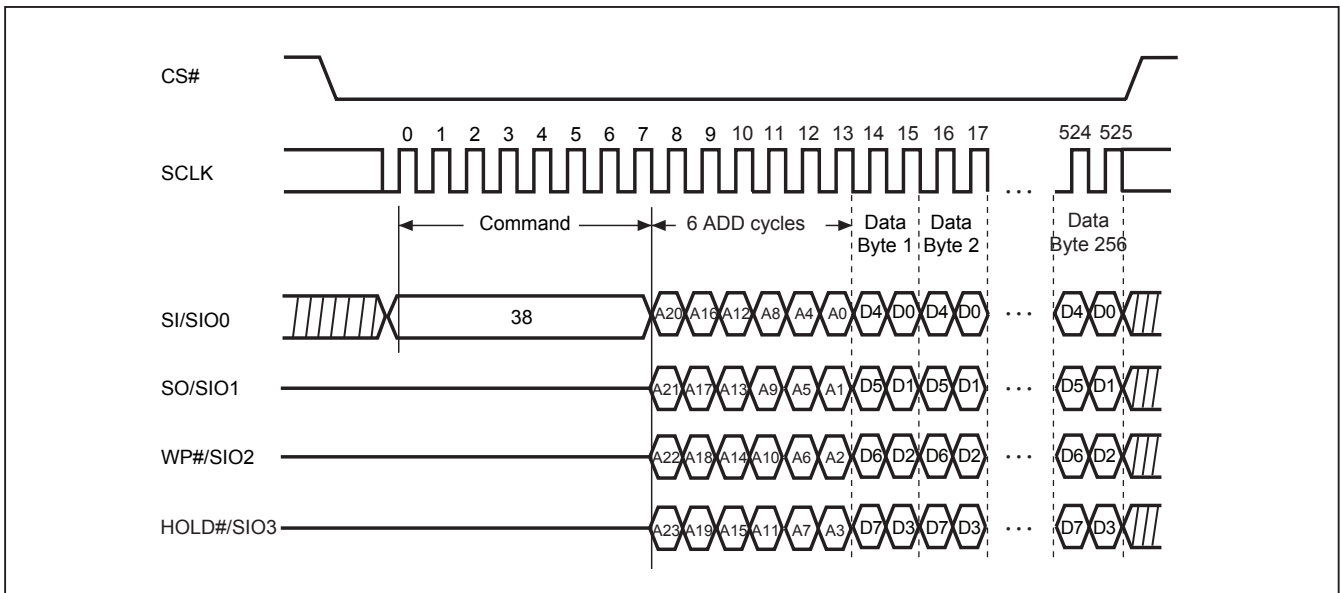 CS#
0 1 2 3 4 5 6 7 8 9 10 11 12 13 14 15 16 17 524 525
SCLK
...
Command 6 ADD cycles Data Data Data
Byte 1 Byte 2 Byte 256
SI/SIO0 38 A20 A16 A12 A8 A4 A0 D4 D0 D4 D0 ... D4 D0
SO/SIO1 A21 A17 A13 A9 A5 A1 D5 D1 D5 D1 ... D5 D1
WP#/SIO2 A22 A18 A14 A10 A6 A2 D6 D2 D6 D2 ... D6 D2
HOLD#/SIO3 A23 A19 A15 A11 A7 A3 D7 D3 D7 D3 ... D7 D3